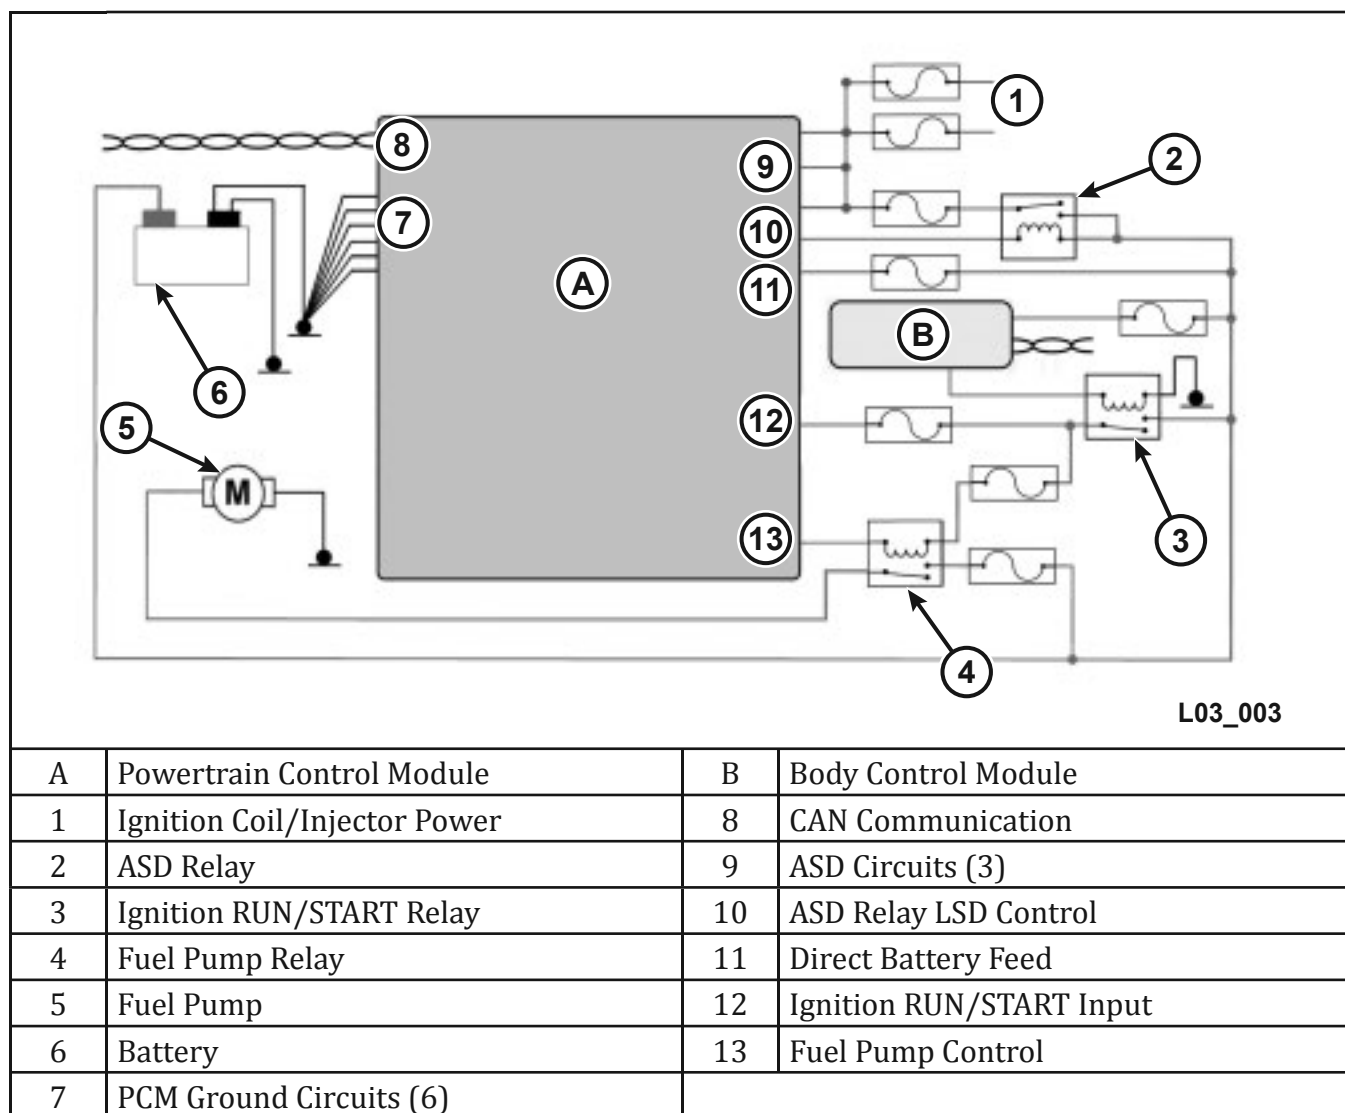 1
8
2
9
7
10
A
11
B
6
5
12
M
13
3
4
L03_003
A Powertrain Control Module B Body Control Module
1 Ignition Coil/Injector Power 8 CAN Communication
2 ASD Relay 9 ASD Circuits (3)
3 Ignition RUN/START Relay 10 ASD Relay LSD Control
4 Fuel Pump Relay 11 Direct Battery Feed
5 Fuel Pump 12 Ignition RUN/START Input
6 Battery 13 Fuel Pump Control
7 PCM Ground Circuits (6)